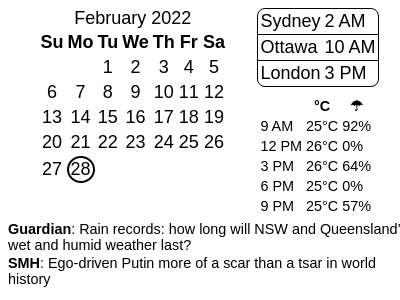 February 2022
Su Mo Tu We Th Fr Sa
1 2 3 4 5
6 7 8 9 10 11 12
13 14 15 16 17 18 19
20 21 22 23 24 25 26
27 28
Sydney 2 AM
Ottawa 10 AM
London 3 PM
°C ☂
9 AM 25°C 92%
12 PM 26°C 0%
3 PM 26°C 64%
6 PM 25°C 0%
9 PM 25°C 57%
Guardian: Rain records: how long will NSW and Queensland’
wet and humid weather last?
SMH: Ego-driven Putin more of a scar than a tsar in world
history